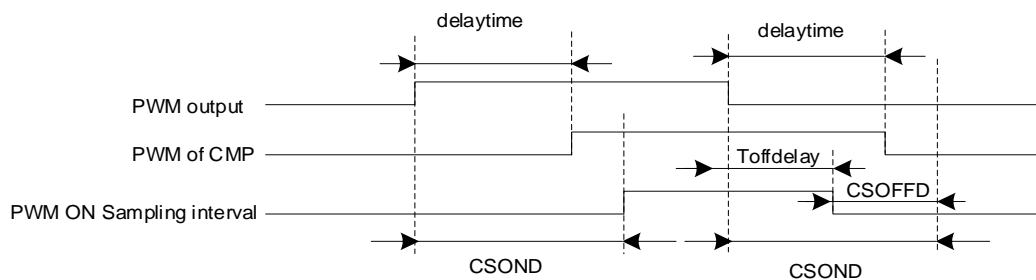 delaytime
delaytime
PWM output
PWM of CMP
Toffdelay
CSOFFD
PWM ON Sampling interval
CSOND
CSOND